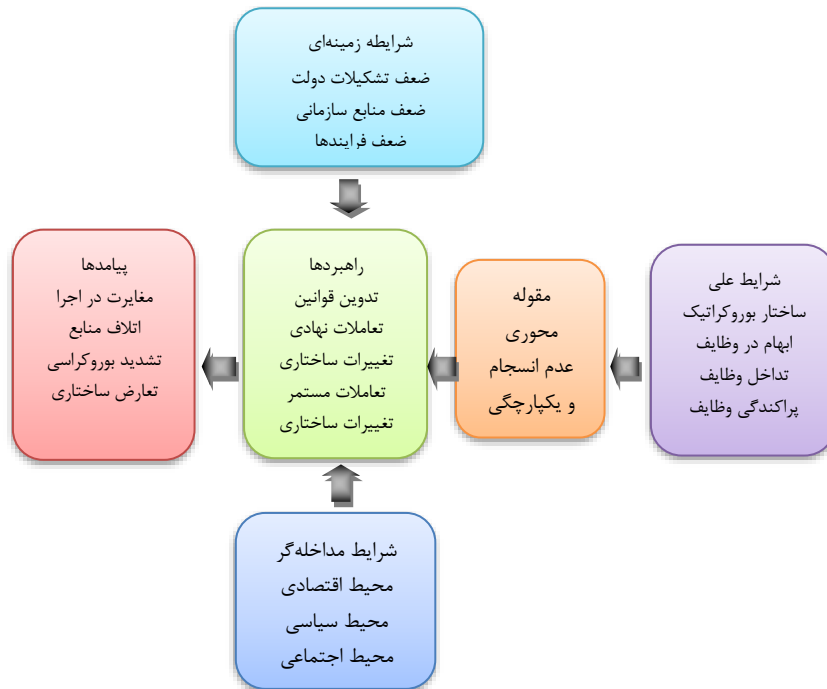 شرایطه زمینه‌ای
ضعف تشکیلات دولت
ضعف منابع سازمانی
ضعف فرایندها
شرایط علی
ساختار بوروکراتیک
ابهام در وظایف
تداخل وظایف
پراکندگی وظایف
مقوله
محوری
عدم انسجام
و یکپارچگی
راهبردها
تدوین قوانین
تعاملات نهادی
تغییرات ساختاری
تعاملات مستمر
تغییرات ساختاری
پیامدها
مغایرت در اجرا
اتلاف منابع
تشدید بوروکراسی
تعارض ساختاری
شرایط مداخله‌گر
محیط اقتصادی
محیط سیاسی
محیط اجتماعی